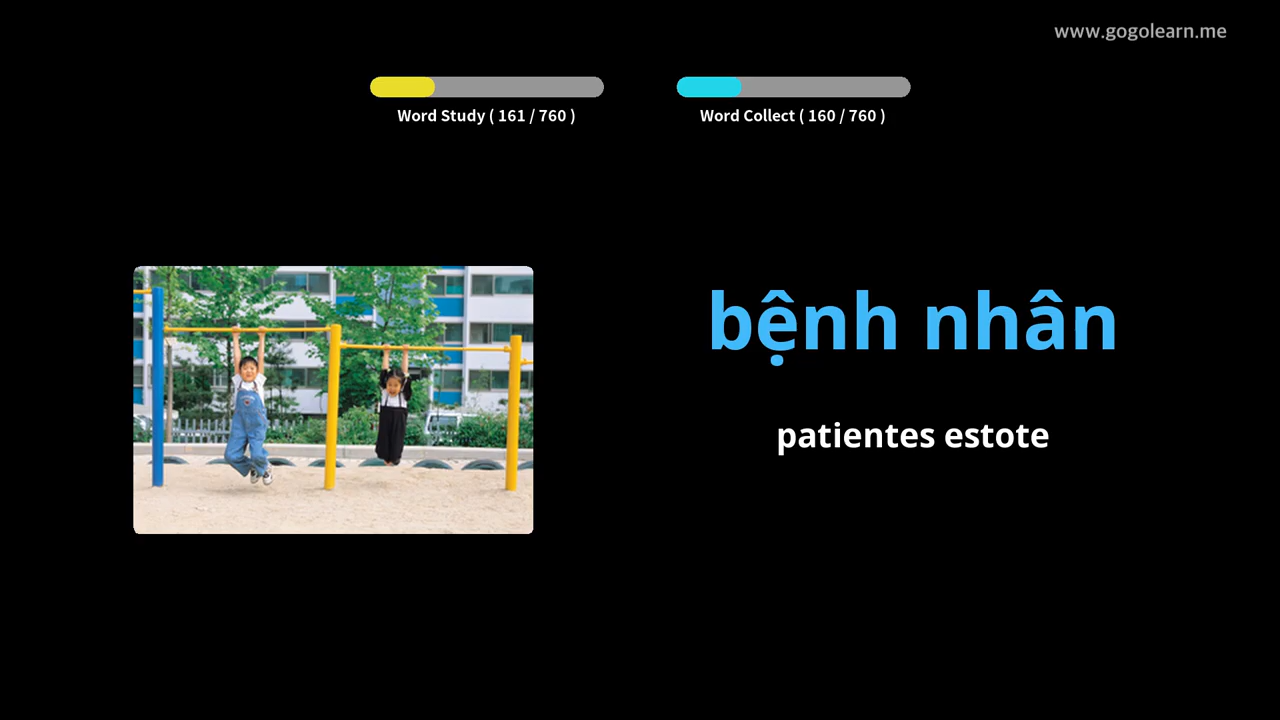 www.gogolearn.me
Word Study ( 161 / 760 )
Word Collect ( 160 / 760 )
bệnh nhân
patientes estote